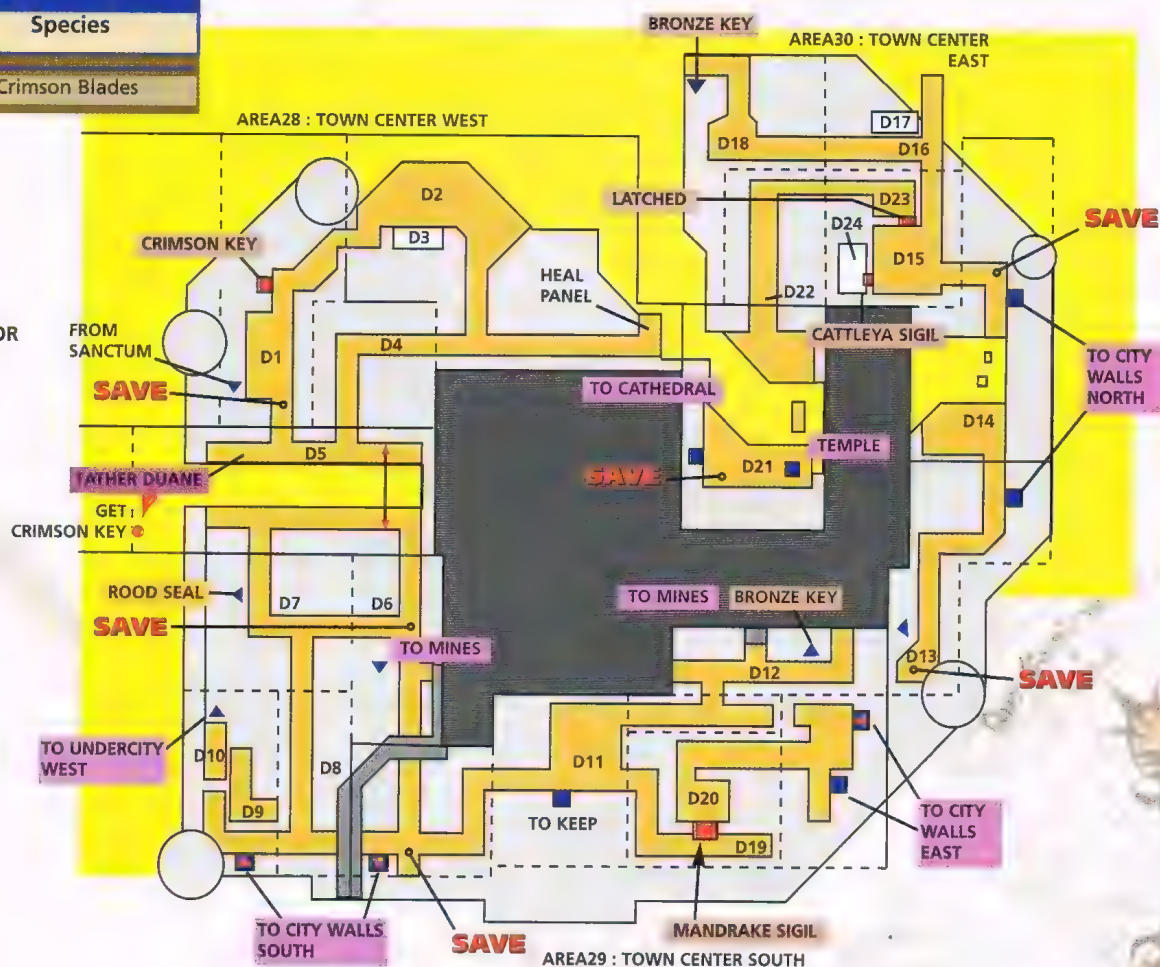 Species
Crimson Blades
BRONZE KEY
AREA30 : TOWN CENTER
EAST
AREA28 : TOWN CENTER WEST
D17
D18
D16
D2
LATCHED
D23
D3
D24
SAVE
CRIMSON KEY
D15
HEAL
PANEL
D22
OR
FROM
SANCTUM
D1
D4
CATTLEYA SIGIL
SAVE
TO CITY
WALLS
NORTH
TO CATHEDRAL
D14
D5
TEMPLE
FATHER DUANE
SAVE
D21
GET
CRIMSON KEY
ROOD SEAL
D7
D6
TO MINES
BRONZE KEY
SAVE
TO MINES
D13
D12
SAVE
TO UNDERCITY
WEST
D10
D8
D11
D9
D20
TO KEEP
TO CITY
WALLS
EAST
D19
TO CITY WALLS
SOUTH
SAVE
MANDRAKE SIGIL
AREA29 : TOWN CENTER SOUTH